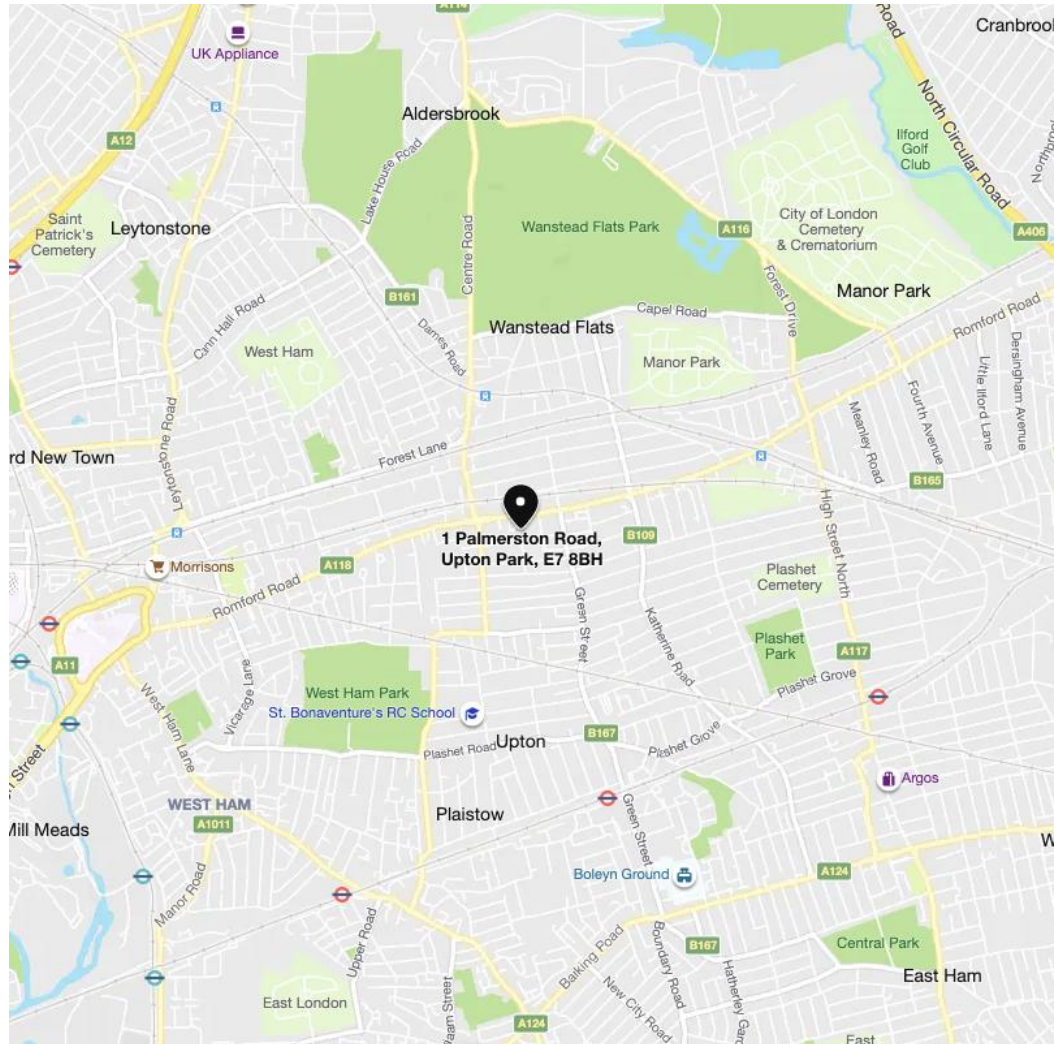 A114
UK Appliance
Cranbrook
Road
North Circular Road
Aldersbrook
A12
Lake House Road
Ilford
Golf
Club
Saint
Patrick's
Cemetery
Leytonstone
Centre Road
Wanstead Flats Park
City of London
Cemetery
& Crematorium
A116
A406
Forest Drive
B161
Manor Park
Cann Hall Road
Dames Road
Wanstead Flats
Capel Road
Romford Road
West Ham
Manor Park
Little Ilford Lane
Dersingham Avenue
Fourth Avenue
Meanley Road
Leytonstone Road
rd New Town
Forest Lane
B165
High Street North
1 Palmerston Road,
Upton Park, E7 8BH
B109
Morrisons
A118
Romford Road
Plashet
Cemetery
Green Street
Katherine Road
Plashet
Park
A117
A11
Plashet Grove
Vicarage Lane
West Ham Park
St. Bonaventure's RC School
West Ham Lane
Plashet Road
Upton
B167
Plashet Grove
Street
Argos
WEST HAM
A1011
Plaistow
Green Street
Mill Meads
Boleyn Ground
A124
Manor Road
Upper Road
Barking Road
Boundary Road
B167
Central Park
East Ham
Hatherley Gar
New City Road
East London
A124
East